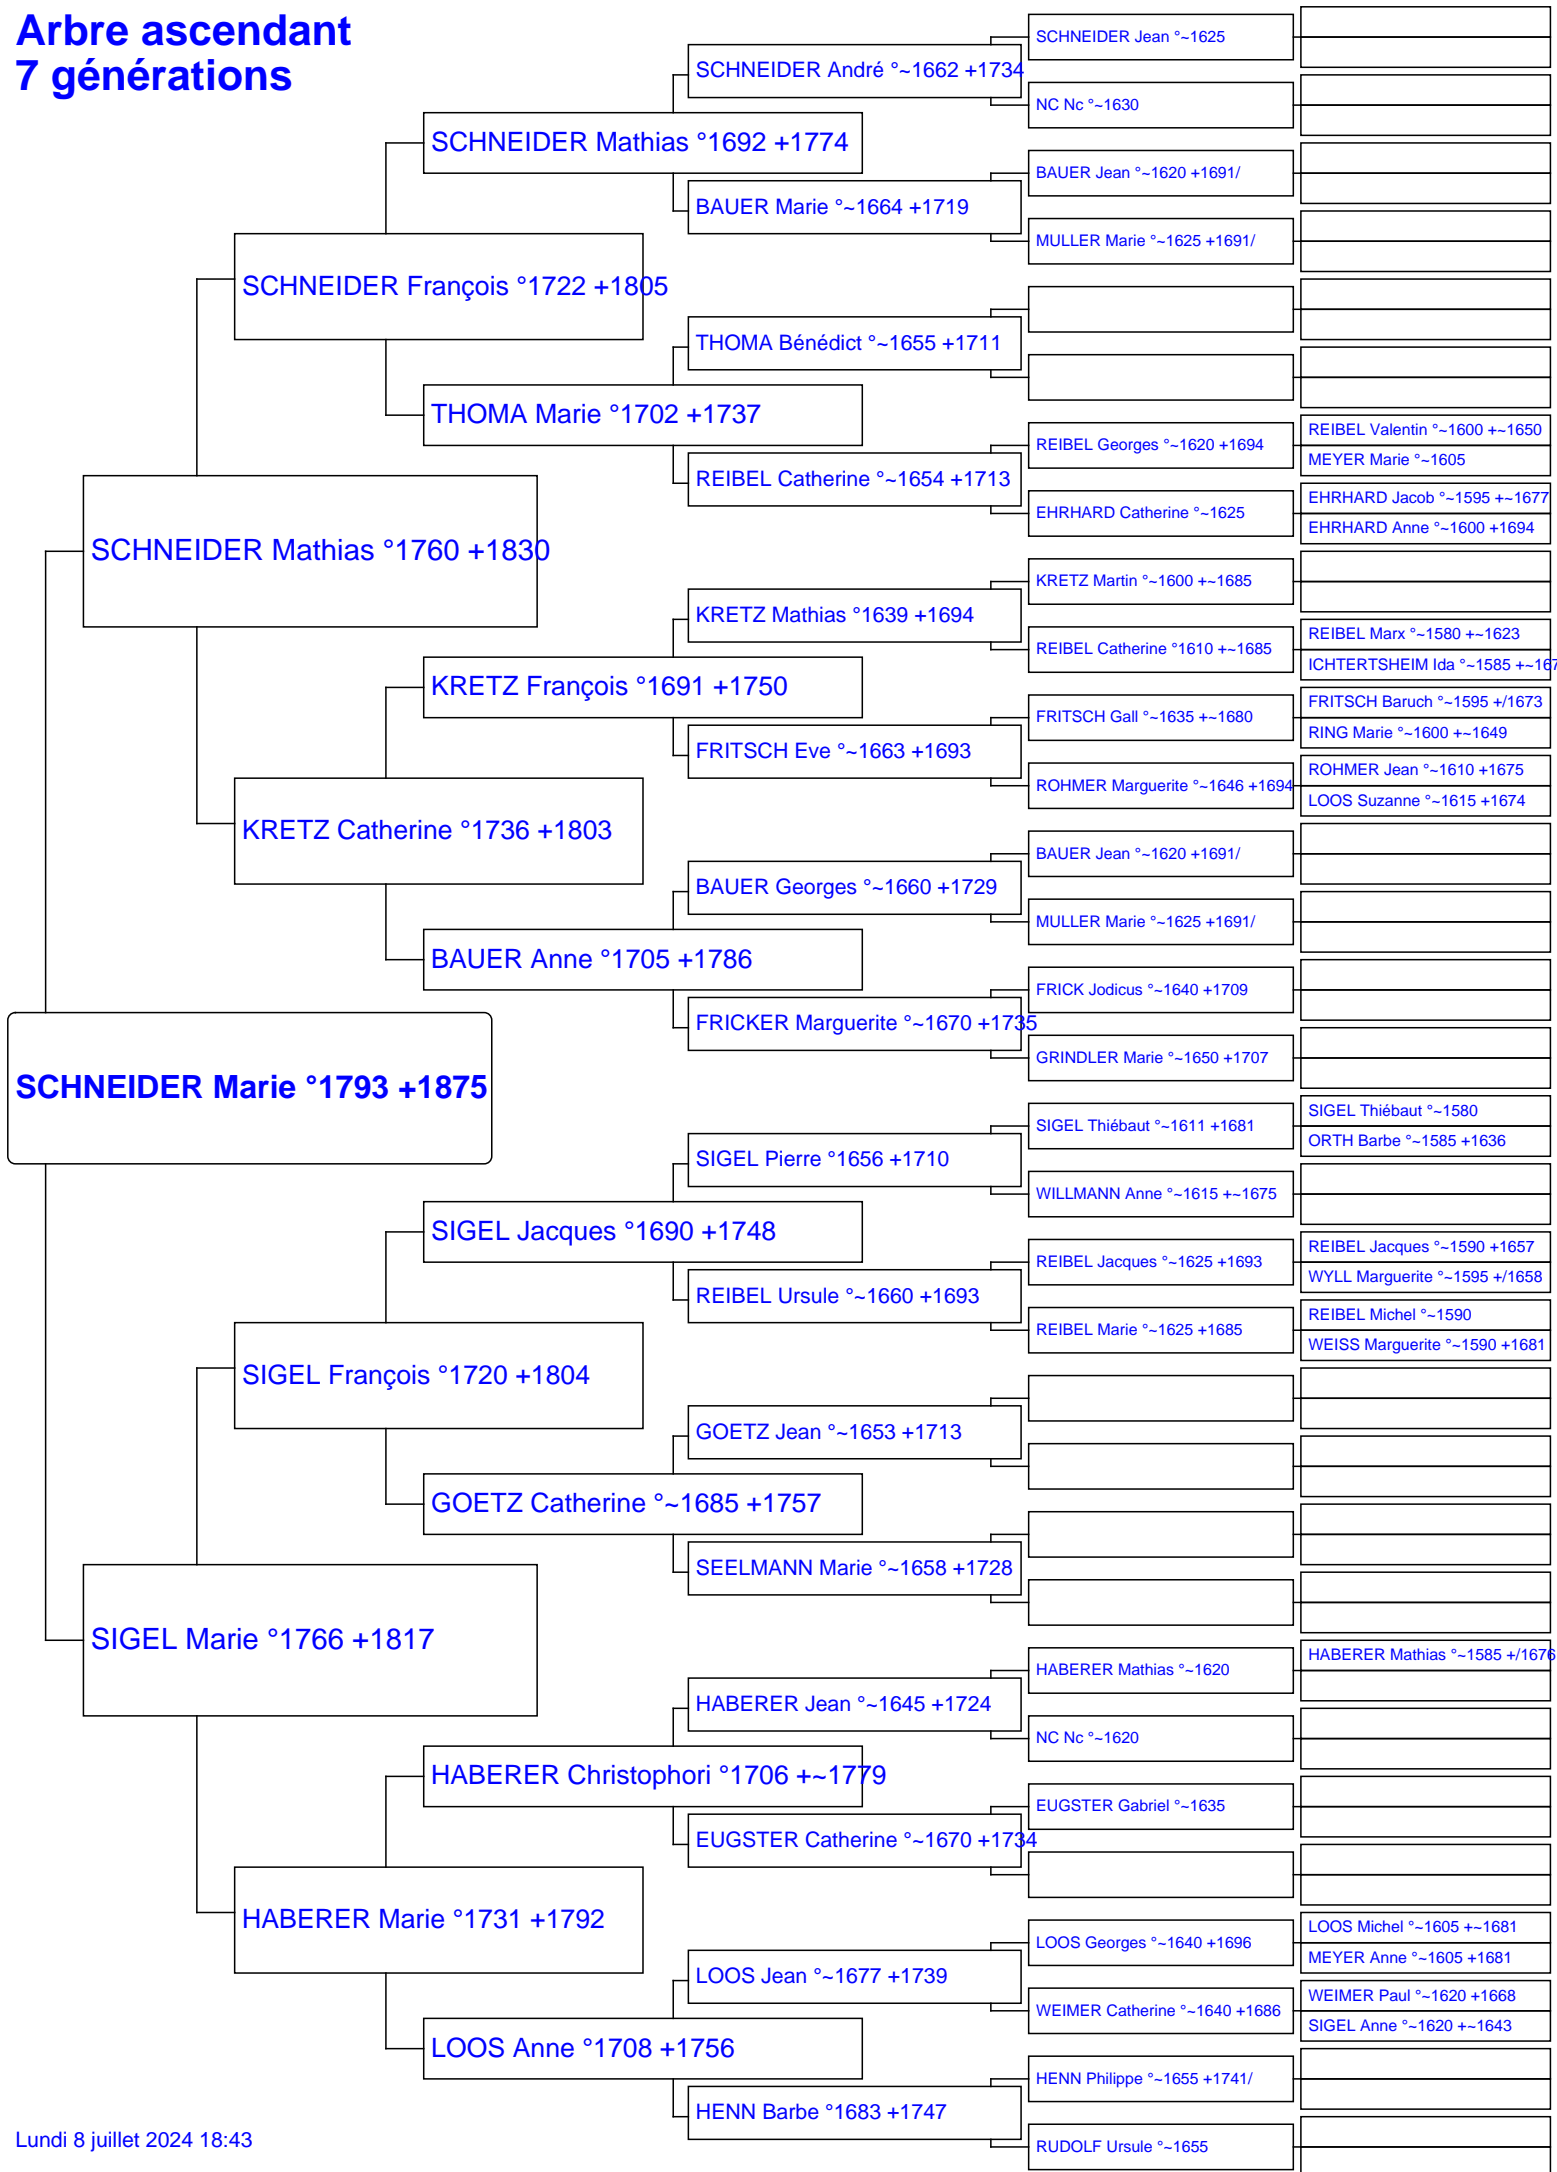 Arbre ascendant
7 générations
SCHNEIDER Marie °1793 +1875
SCHNEIDER Mathias °1760 +1830
SIGEL Marie °1766 +1817
SCHNEIDER François °1722 +1805
KRETZ Catherine °1736 +1803
SIGEL François °1720 +1804
HABERER Marie °1731 +1792
SCHNEIDER Mathias °1692 +1774
THOMA Marie °1702 +1737
KRETZ François °1691 +1750
BAUER Anne °1705 +1786
SIGEL Jacques °1690 +1748
GOETZ Catherine °~1685 +1757
HABERER Christophori °1706 +~1779
LOOS Anne °1708 +1756
SCHNEIDER André °~1662 +1734
BAUER Marie °~1664 +1719
THOMA Bénédict °~1655 +1711
REIBEL Catherine °~1654 +1713
KRETZ Mathias °1639 +1694
FRITSCH Eve °~1663 +1693
BAUER Georges °~1660 +1729
FRICKER Marguerite °~1670 +1735
SIGEL Pierre °1656 +1710
REIBEL Ursule °~1660 +1693
GOETZ Jean °~1653 +1713
SEELMANN Marie °~1658 +1728
HABERER Jean °~1645 +1724
EUGSTER Catherine °~1670 +1734
LOOS Jean °~1677 +1739
HENN Barbe °1683 +1747
SCHNEIDER Jean °~1625
NC Nc °~1630
BAUER Jean °~1620 +1691/
MULLER Marie °~1625 +1691/
REIBEL Georges °~1620 +1694
EHRHARD Catherine °~1625
KRETZ Martin °~1600 +~1685
REIBEL Catherine °1610 +~1685
FRITSCH Gall °~1635 +~1680
ROHMER Marguerite °~1646 +1694
BAUER Jean °~1620 +1691/
MULLER Marie °~1625 +1691/
FRICK Jodicus °~1640 +1709
GRINDLER Marie °~1650 +1707
SIGEL Thiébaut °~1611 +1681
WILLMANN Anne °~1615 +~1675
REIBEL Jacques °~1625 +1693
REIBEL Marie °~1625 +1685
HABERER Mathias °~1620
NC Nc °~1620
EUGSTER Gabriel °~1635
LOOS Georges °~1640 +1696
WEIMER Catherine °~1640 +1686
HENN Philippe °~1655 +1741/
RUDOLF Ursule °~1655
REIBEL Valentin °~1600 +~1650
MEYER Marie °~1605
EHRHARD Jacob °~1595 +~1677
EHRHARD Anne °~1600 +1694
REIBEL Marx °~1580 +~1623
ICHTERTSHEIM Ida °~1585 +~167
FRITSCH Baruch °~1595 +/1673
RING Marie °~1600 +~1649
ROHMER Jean °~1610 +1675
LOOS Suzanne °~1615 +1674
SIGEL Thiébaut °~1580
ORTH Barbe °~1585 +1636
REIBEL Jacques °~1590 +1657
WYLL Marguerite °~1595 +/1658
REIBEL Michel °~1590
WEISS Marguerite °~1590 +1681
HABERER Mathias °~1585 +/1676
LOOS Michel °~1605 +~1681
MEYER Anne °~1605 +1681
WEIMER Paul °~1620 +1668
SIGEL Anne °~1620 +~1643
Lundi 8 juillet 2024 18:43